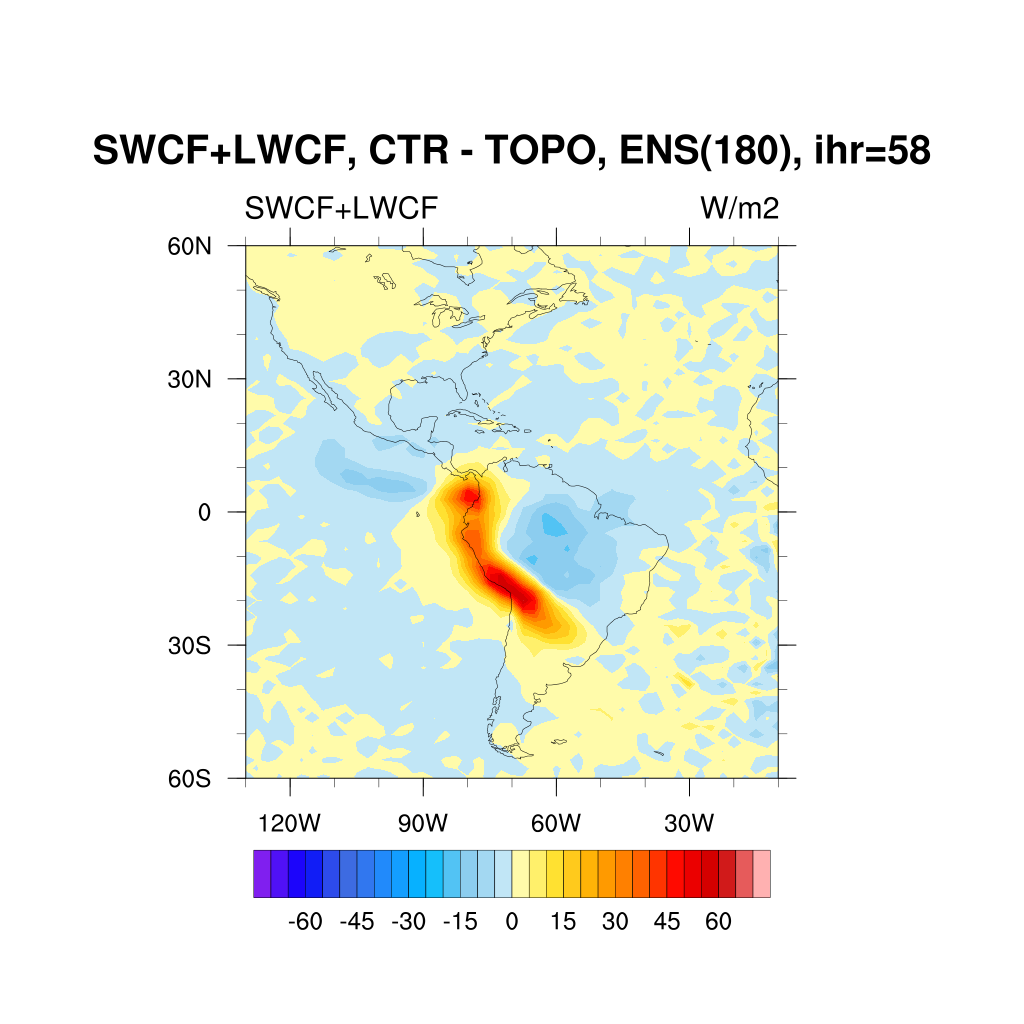 SWCF+LWCF, CTR - TOPO, ENS(180), ihr=58
SWCF+LWCF W/m2
60N
30N
0
30S
60S
120W 90W 60W 30W
-60 -45 -30 -15 0 15 30 45 60